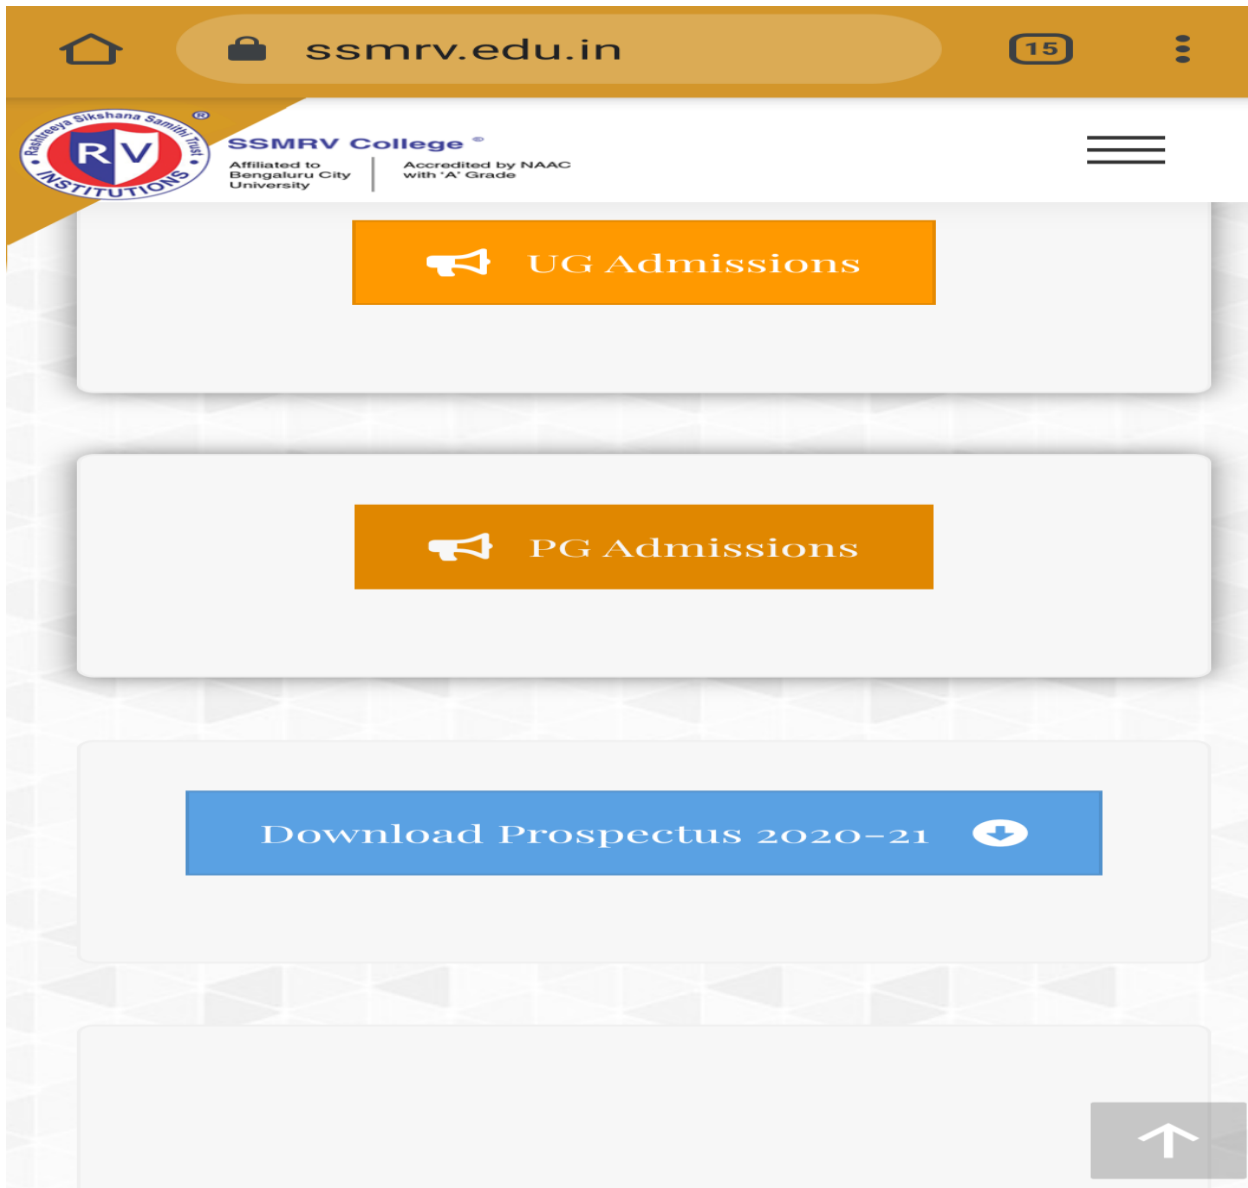 ssmrv.edu.in
15
Rashtreeya Sikshana Samithi Trust
®
RV
INSTITUTIONS
SSMRV College ®
Affiliated to
Bengaluru City
University
Accredited by NAAC
with 'A' Grade
UG Admissions
PG Admissions
Download Prospectus 2020-21